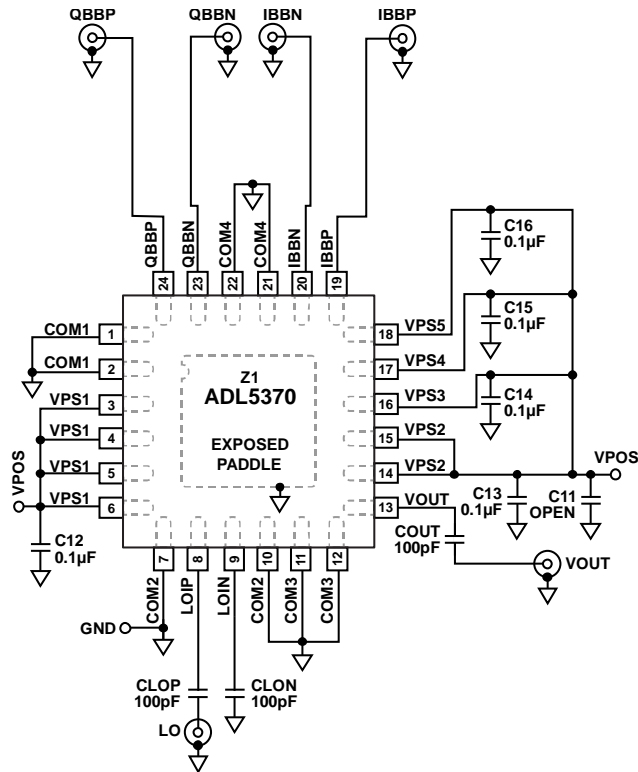 QBBP
QBBN
IBBN
IBBP
QBBP
QBBN
COM4
COM4
IBBN
IBBP
24
23
22
21
20
19
C16
0.1µF
C15
0.1µF
C14
0.1µF
COM1
1
COM1
2
VPS1
3
VPS1
4
VPS1
5
VPS1
6
VPOS
C12
0.1µF
Z1
ADL5370
EXPOSED
PADDLE
18
VPS5
17
VPS4
16
VPS3
15
VPS2
14
VPS2
13
VOUT
VPOS
C13
0.1µF
C11
OPEN
COUT
100pF
VOUT
7
8
9
10
11
12
COM2
LOIP
LOIN
COM2
COM3
COM3
GND
CLOP
100pF
CLON
100pF
LO